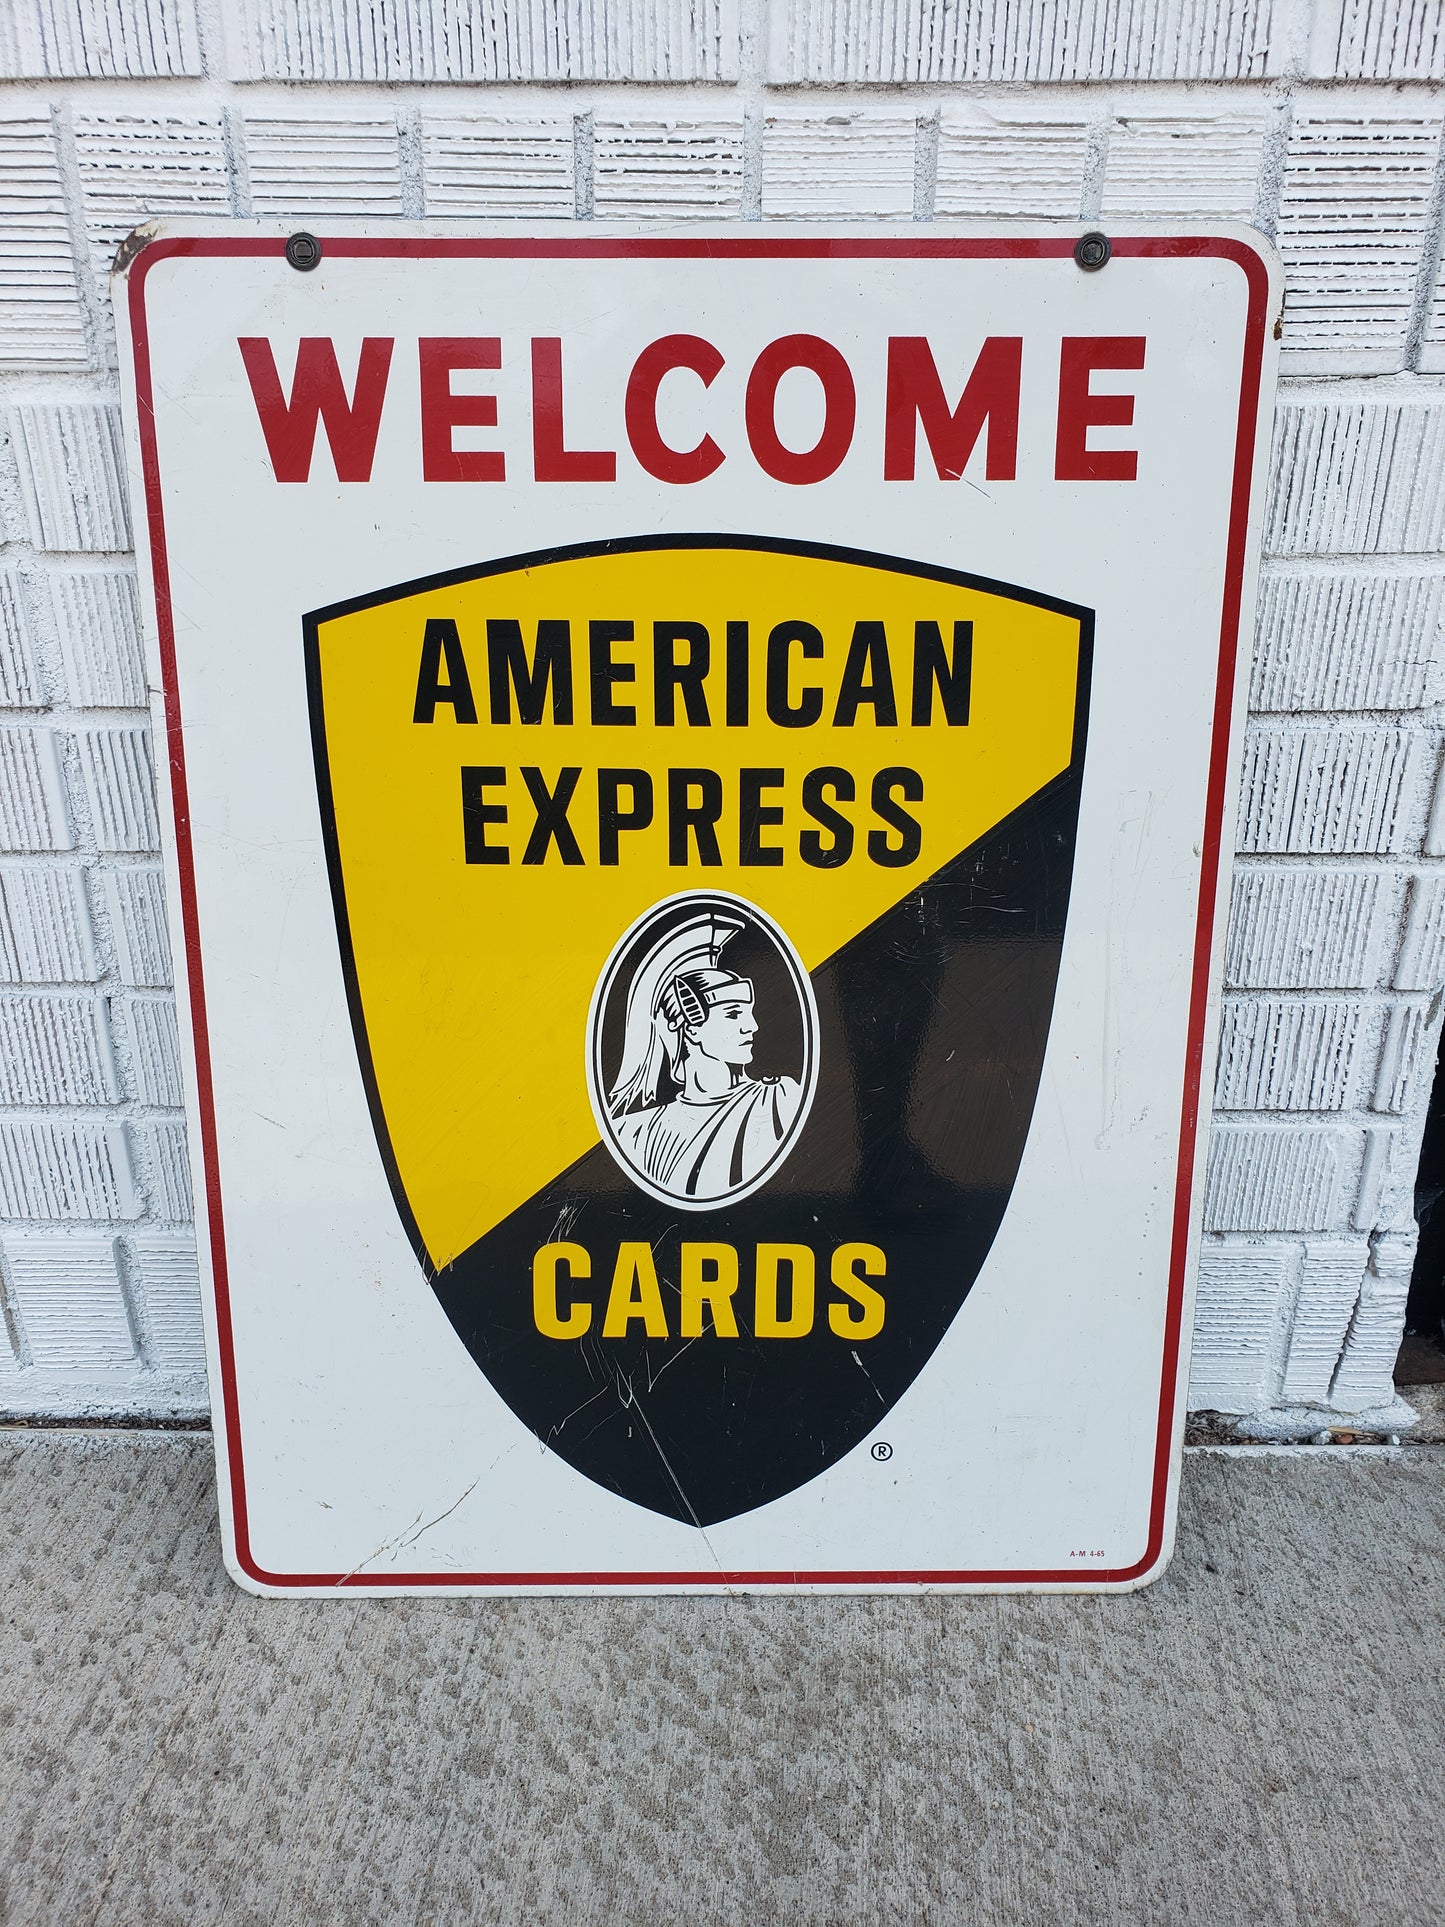 WELCOME
AMERICAN
EXPRESS
CARDS
®
A-M 4-65